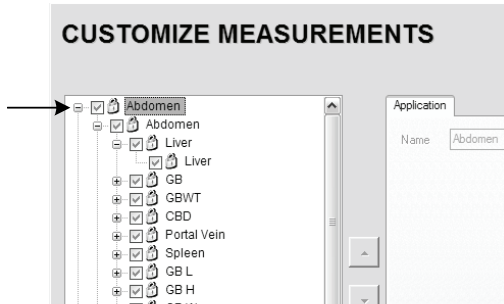 CUSTOMIZE MEASUREMENTS
Abdomen
Abdomen
Liver
Liver
GB
GBWT
CBD
Portal Vein
Spleen
GB L
GB H
Application
Name Abdomen